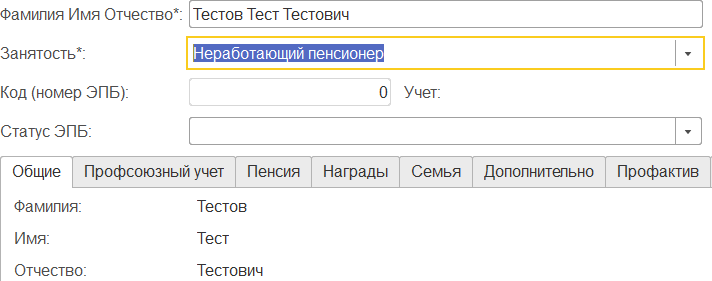 Фамилия Имя Отчество*: Тестов Тест Тестович
Занятость*: Неработающий пенсионер
Код (номер ЭПБ): 0 Учет:
Статус ЭПБ:
Общие Профсоюзный учет Пенсия Награды Семья Дополнительно Профактив
Фамилия: Тестов
Имя: Тест
Отчество: Тестович